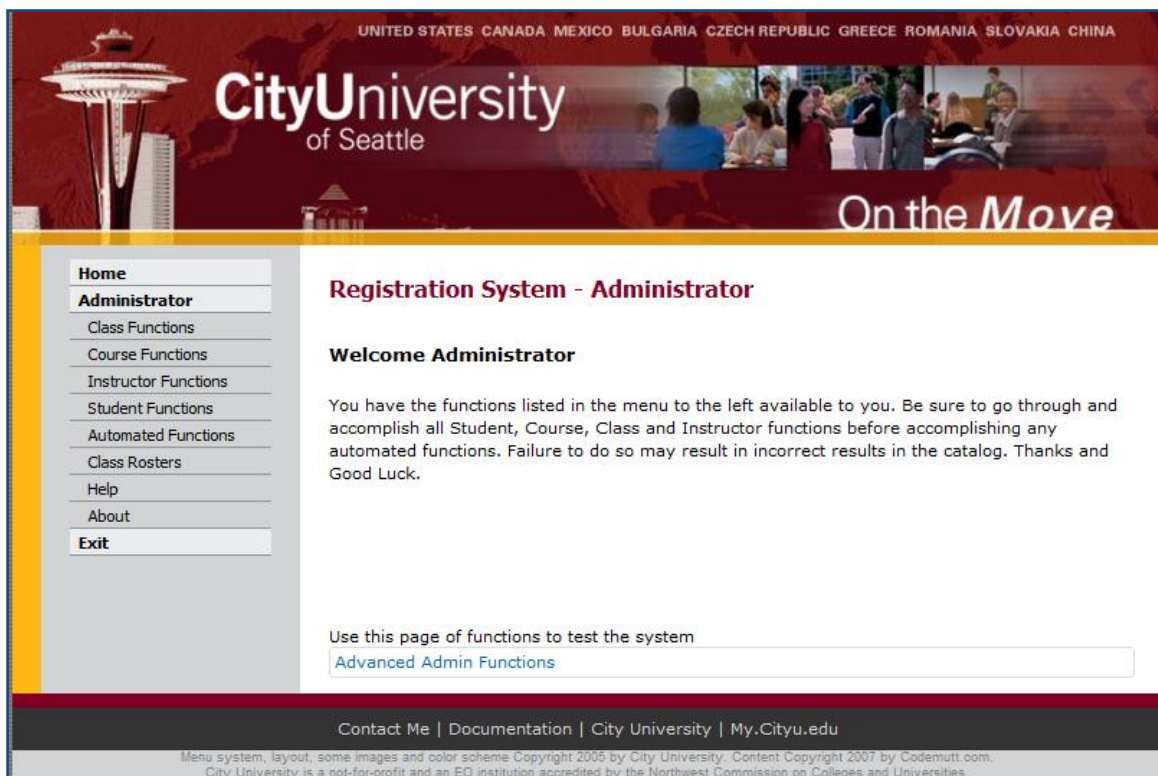 UNITED STATES CANADA MEXICO BULGARIA CZECH REPUBLIC GREECE ROMANIA SLOVAKIA CHINA
CityUniversity
of Seattle
On the Move
Home
Administrator
Class Functions
Course Functions
Instructor Functions
Student Functions
Automated Functions
Class Rosters
Help
About
Exit
Registration System - Administrator
Welcome Administrator
You have the functions listed in the menu to the left available to you. Be sure to go through and
accomplish all Student, Course, Class and Instructor functions before accomplishing any
automated functions. Failure to do so may result in incorrect results in the catalog. Thanks and
Good Luck.
Use this page of functions to test the system
Advanced Admin Functions
Contact Me | Documentation | City University | My.Cityu.edu
Menu system, layout, some images and color scheme Copyright 2005 by City University. Content Copyright 2007 by Codemutt.com.
City University is a not-for-profit and an EO institution accredited by the Northwest Commission on Colleges and Universities.